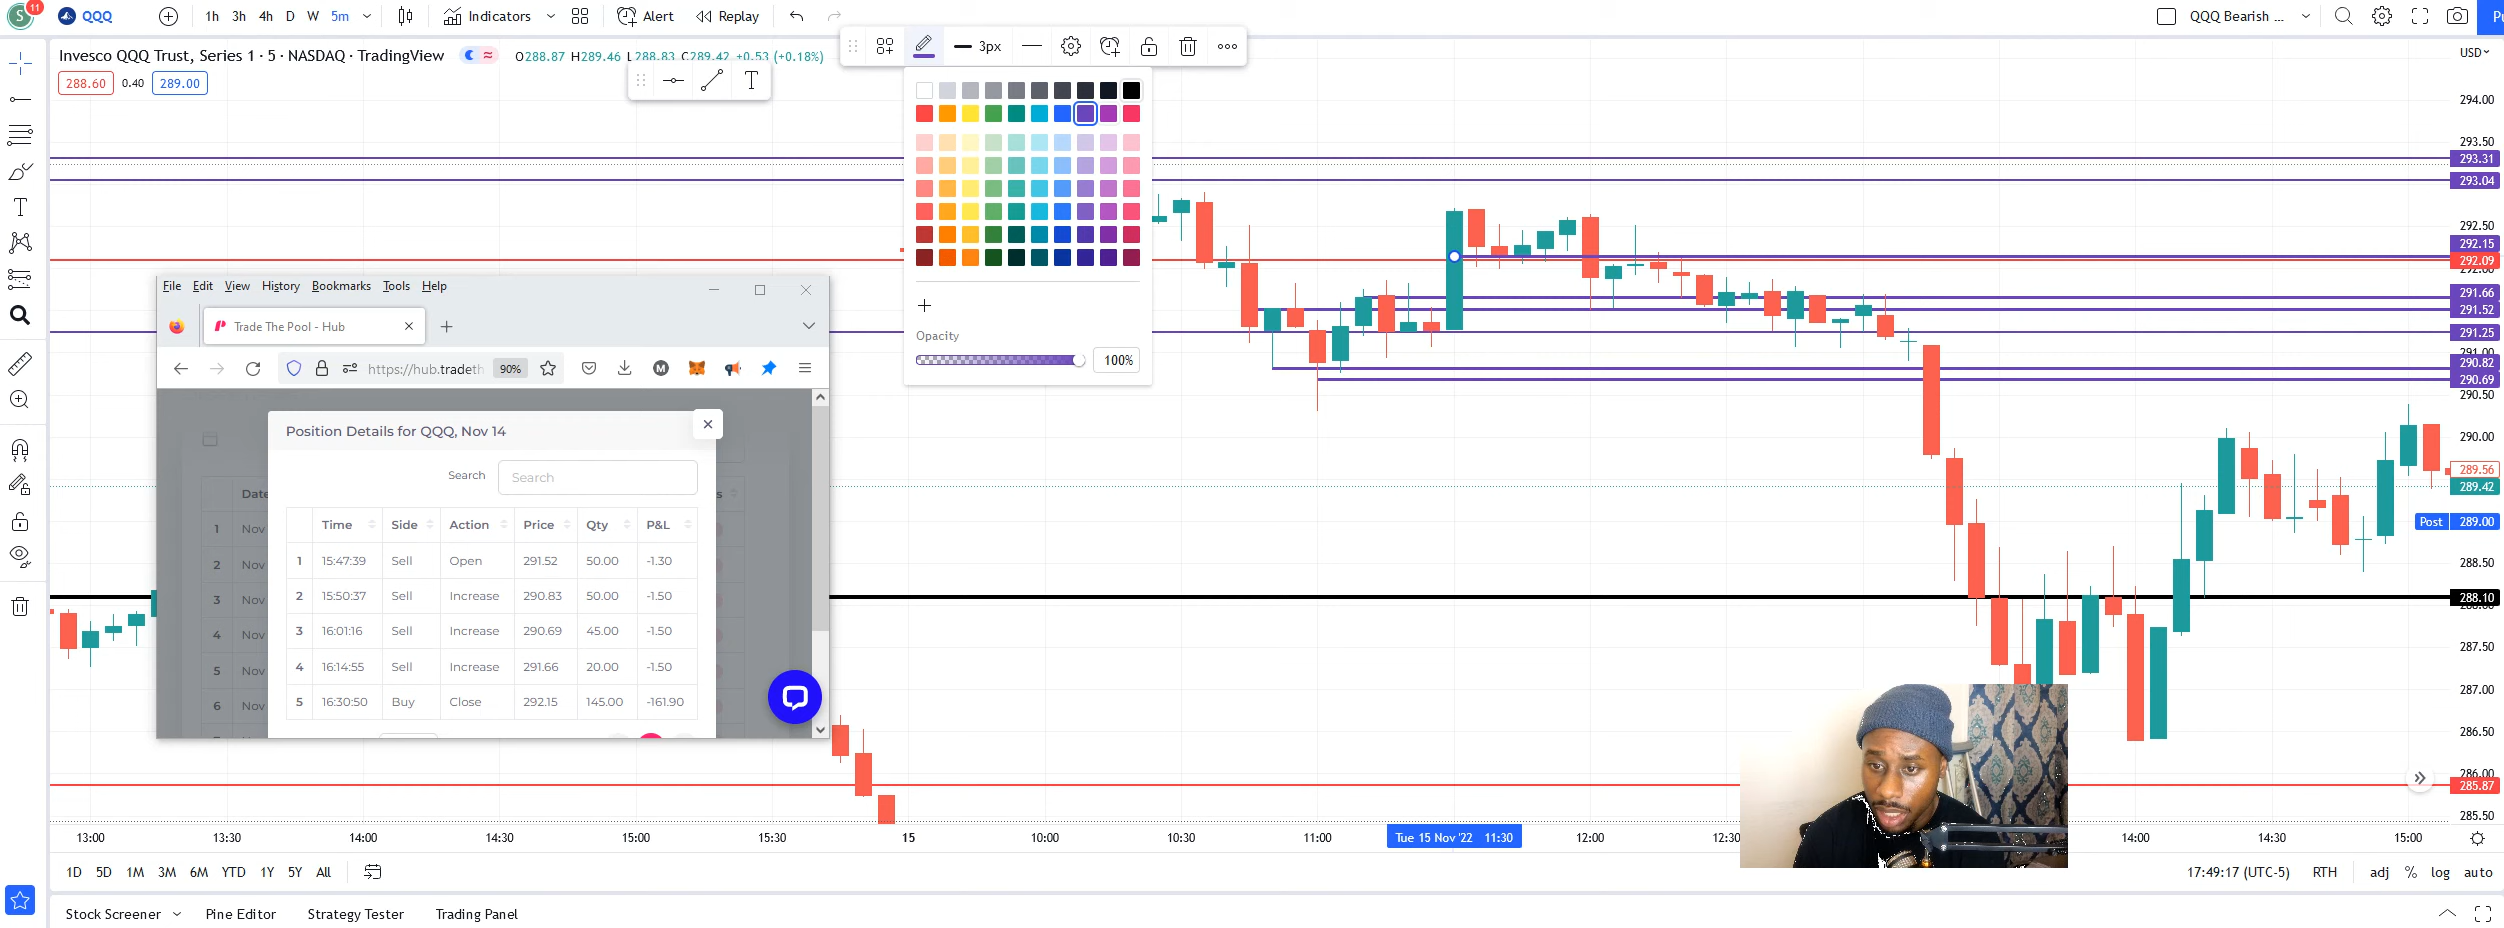 S 11 QQQ 1h 3h 4h D W 5m Indicators Alert Replay QQQ Bearish ...
Invesco QQQ Trust, Series 1 · 5 · NASDAQ · TradingView O288.87 H289.46 L288.83 C289.42 +0.53 (+0.18%)
3px
USD
288.60 0.40 289.00
T
294.00
293.50
293.31
293.04
292.50
292.15
292.09
292.00
291.66
291.52
291.25
291.00
290.82
290.69
290.50
290.00
289.56
289.42
Post 289.00
288.50
288.10
288.00
287.50
287.00
286.50
286.00
285.87
285.50
Opacity
100%
File Edit View History Bookmarks Tools Help
Trade The Pool - Hub
https://hub.tradeth 90%
Position Details for QQQ, Nov 14
Search Search
Date
Time Side Action Price Qty P&L
1 15:47:39 Sell Open 291.52 50.00 -1.30
2 15:50:37 Sell Increase 290.83 50.00 -1.50
3 16:01:16 Sell Increase 290.69 45.00 -1.50
4 16:14:55 Sell Increase 291.66 20.00 -1.50
5 16:30:50 Buy Close 292.15 145.00 -161.90
1 Nov
2 Nov
3 Nov
4 Nov
5 Nov
6 Nov
13:00 13:30 14:00 14:30 15:00 15:30 15 10:00 10:30 11:00 Tue 15 Nov '22 11:30 12:00 12:30 14:00 14:30 15:00
1D 5D 1M 3M 6M YTD 1Y 5Y All 17:49:17 (UTC-5) RTH adj % log auto
Stock Screener Pine Editor Strategy Tester Trading Panel